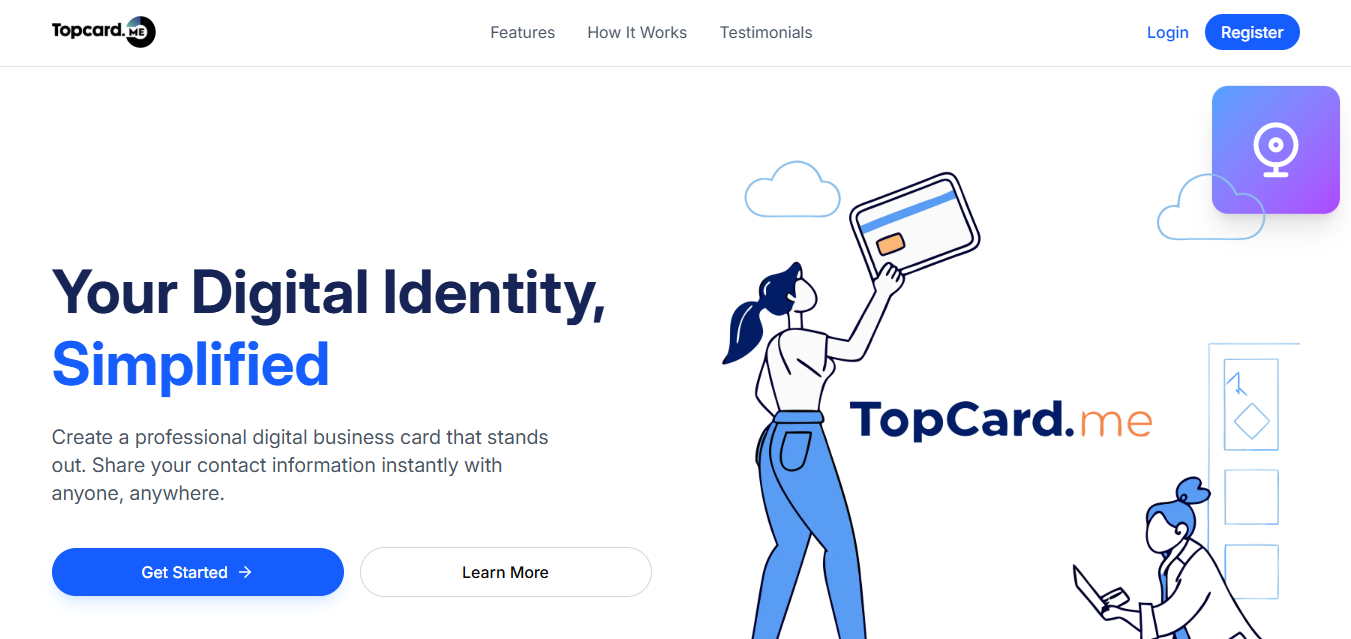 Topcard.ME
Features
How It Works
Testimonials
Login
Register
Your Digital Identity,
Simplified
Create a professional digital business card that stands
out. Share your contact information instantly with
anyone, anywhere.
Get Started →
Learn More
TopCard.me